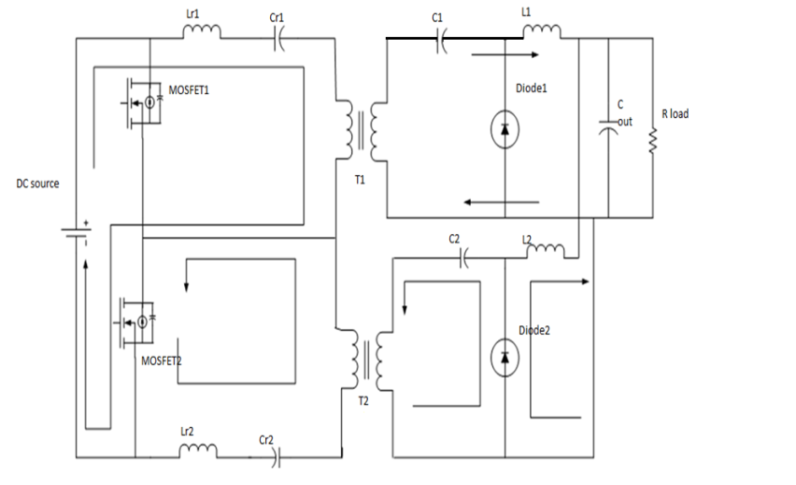 Lr1
Cr1
C1
L1
MOSFET1
Diode1
C
out
R load
T1
DC source
+
-
C2
L2
MOSFET2
Diode2
T2
Lr2
Cr2